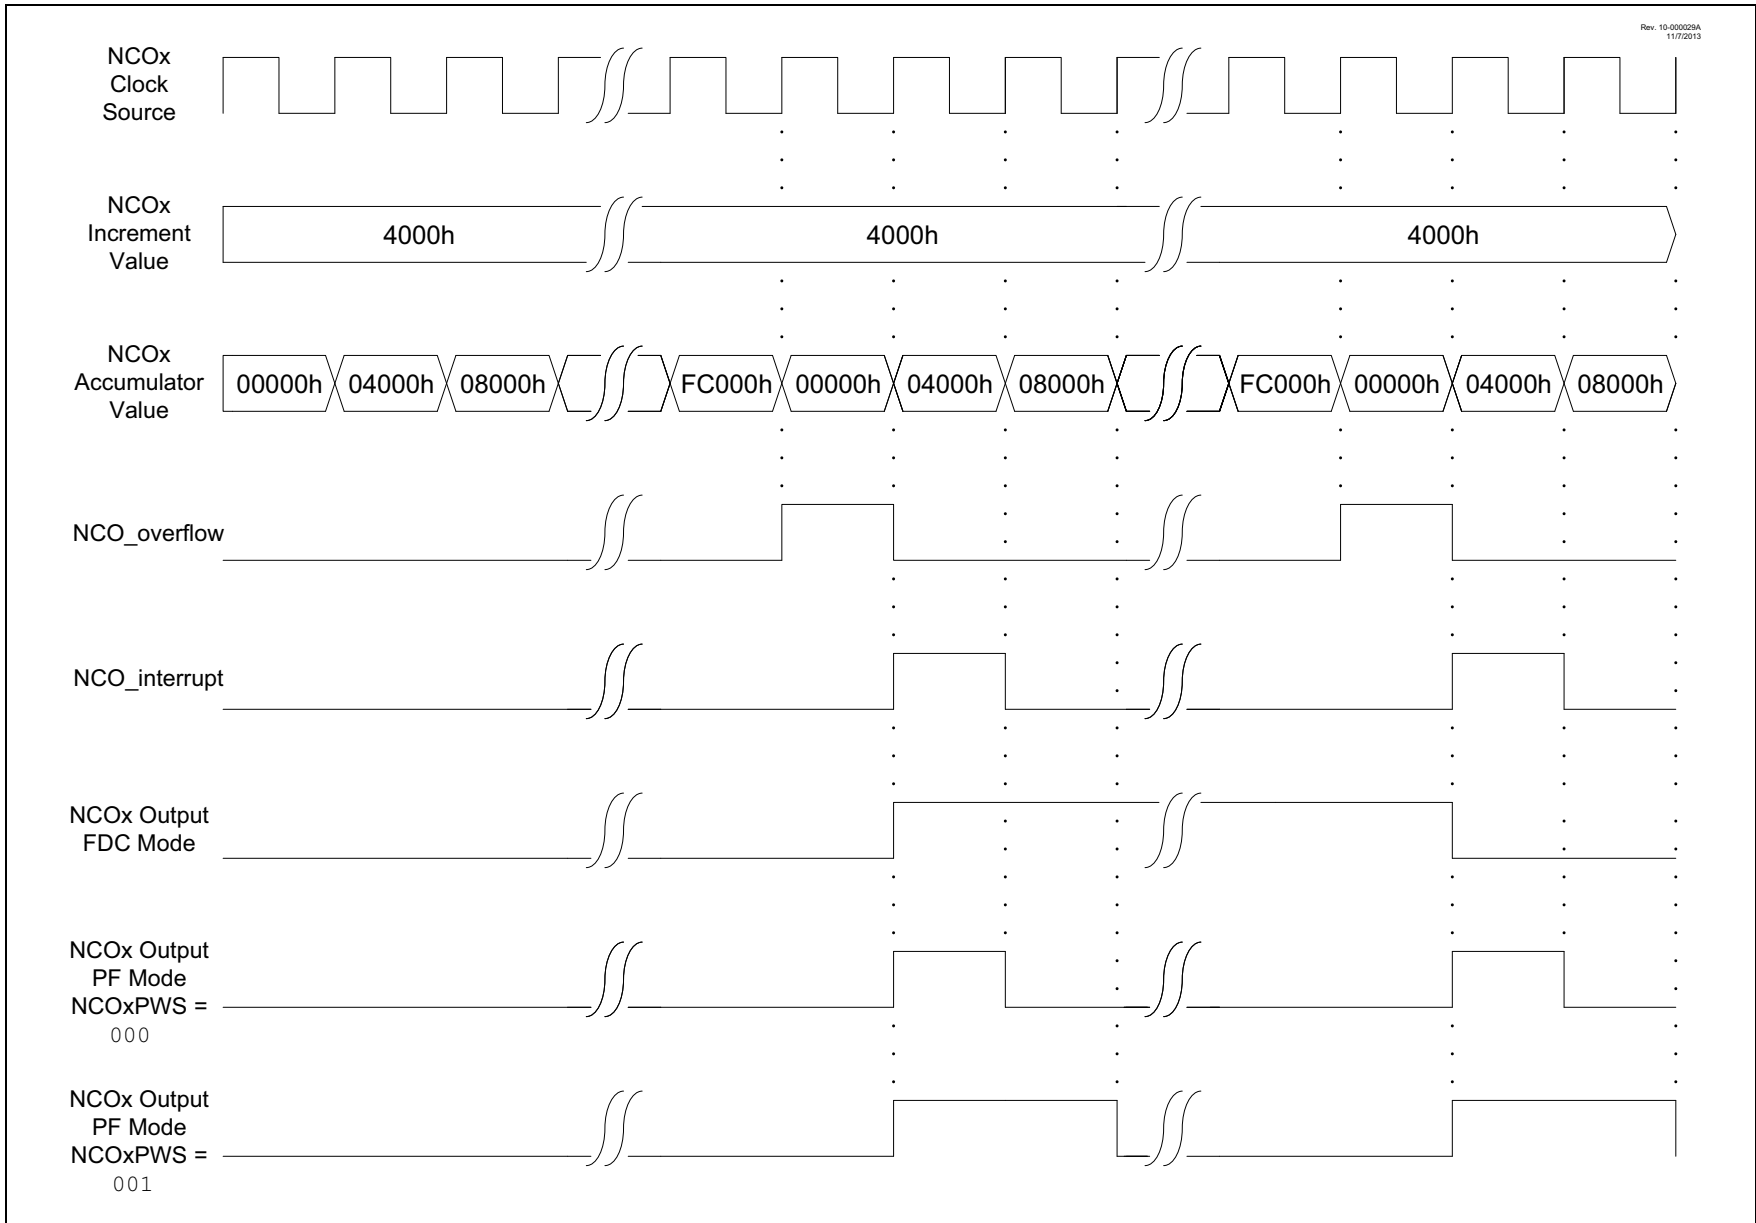 Rev. 10-000029A
11/7/2013
NCOx
Clock
Source
NCOx
Increment
Value
4000h
4000h
4000h
NCOx
Accumulator
Value
00000h
04000h
08000h
FC000h
00000h
04000h
08000h
FC000h
00000h
04000h
08000h
NCO_overflow
NCO_interrupt
NCOx Output
FDC Mode
NCOx Output
PF Mode
NCOxPWS =
000
NCOx Output
PF Mode
NCOxPWS =
001